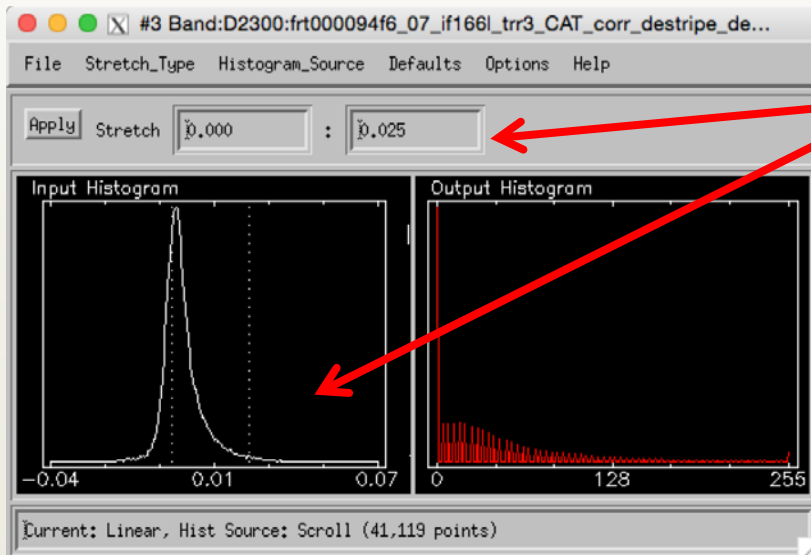 #3 Band:D2300:frt000094f6_07_if166l_trr3_CAT_corr_destripe_de...
File Stretch_Type Histogram_Source Defaults Options Help
Apply Stretch 0.000 : 0.025
Input Histogram
-0.04 0.01 0.07
Output Histogram
0 128 255
Current: Linear, Hist Source: Scroll (41,119 points)